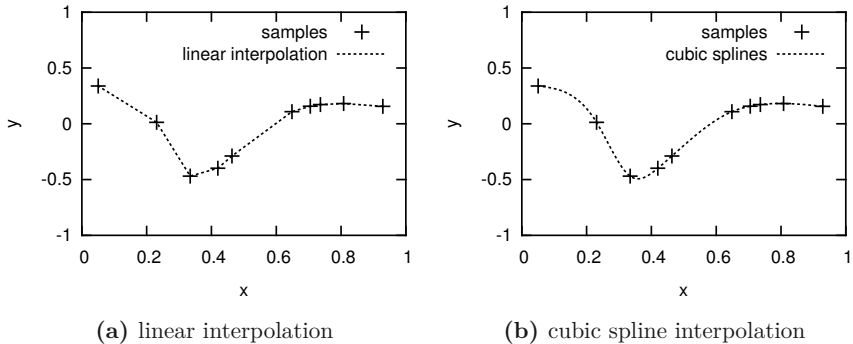 1
0.5
0
-0.5
-1
0
0.2
0.4
0.6
0.8
1
y
x
samples
linear interpolation
(a) linear interpolation
1
0.5
0
-0.5
-1
0
0.2
0.4
0.6
0.8
1
y
x
samples
cubic splines
(b) cubic spline interpolation